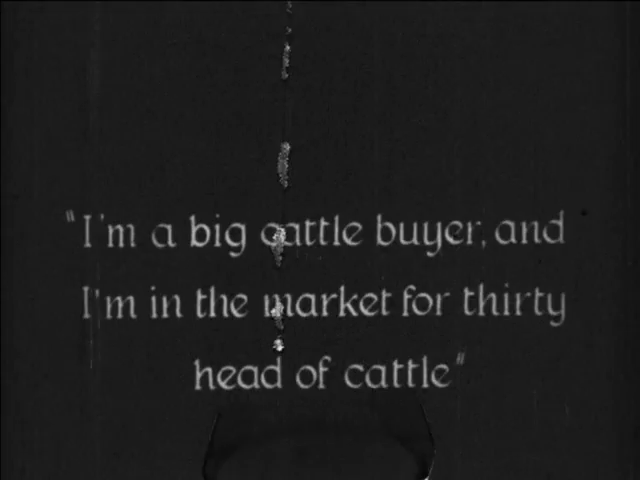 "I'm a big cattle buyer, and
I'm in the market for thirty
head of cattle"